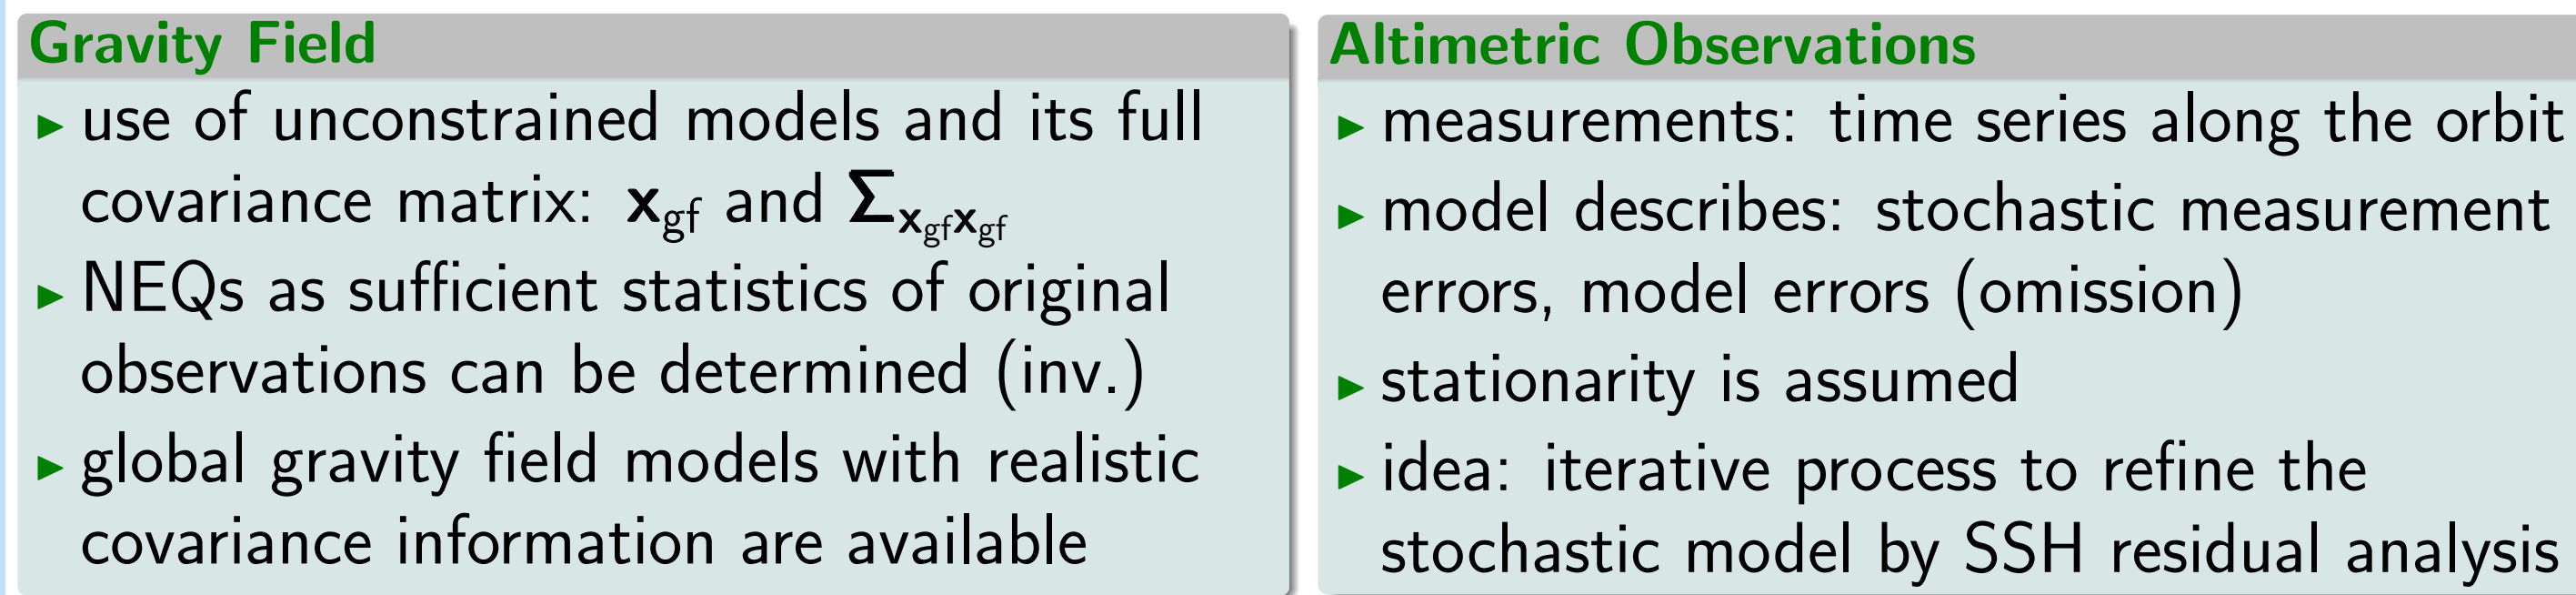 Gravity Field
▸ use of unconstrained models and its full
covariance matrix: x_gf and Σ_x_gf x_gf
▸ NEQs as sufficient statistics of original
observations can be determined (inv.)
▸ global gravity field models with realistic
covariance information are available
Altimetric Observations
▸ measurements: time series along the orbit
▸ model describes: stochastic measurement
errors, model errors (omission)
▸ stationarity is assumed
▸ idea: iterative process to refine the
stochastic model by SSH residual analysis